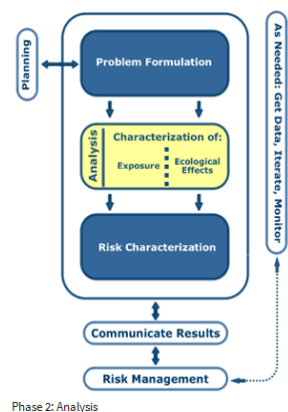 Planning
Problem Formulation
As Needed: Get Data, Iterate, Monitor
Analysis
Characterization of:
Exposure
Ecological
Effects
Risk Characterization
Communicate Results
Risk Management
Phase 2: Analysis